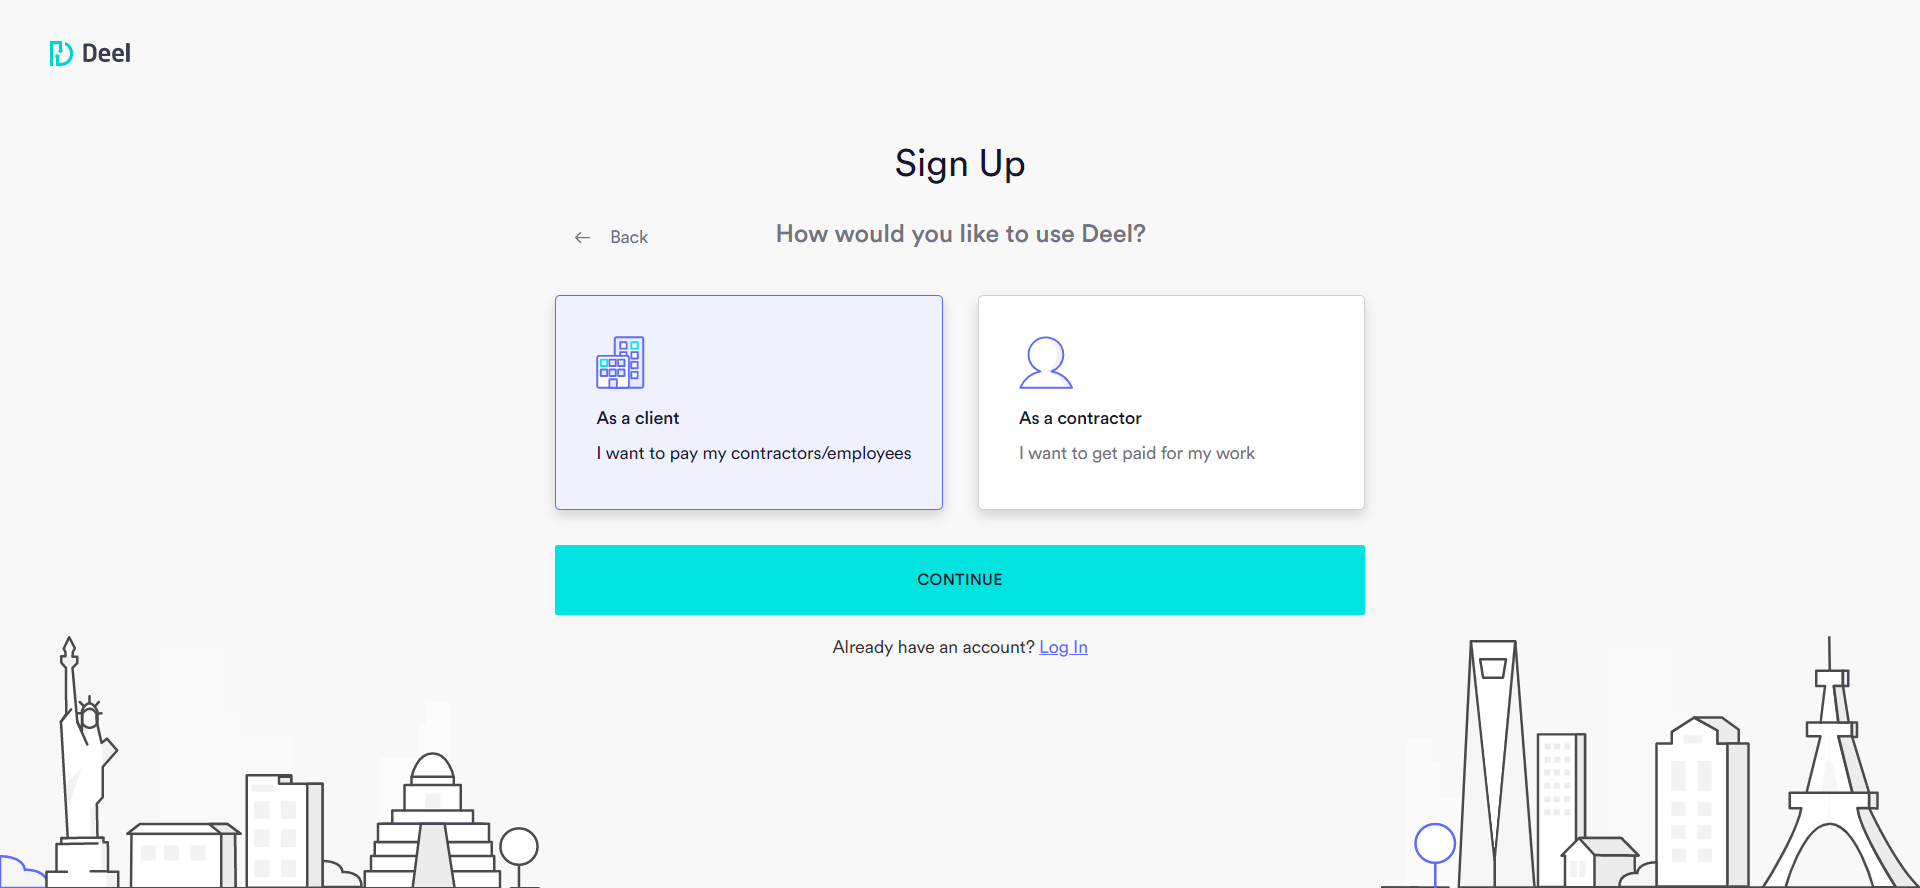 Deel
Sign Up
Back
How would you like to use Deel?
As a client
I want to pay my contractors/employees
As a contractor
I want to get paid for my work
CONTINUE
Already have an account? Log In